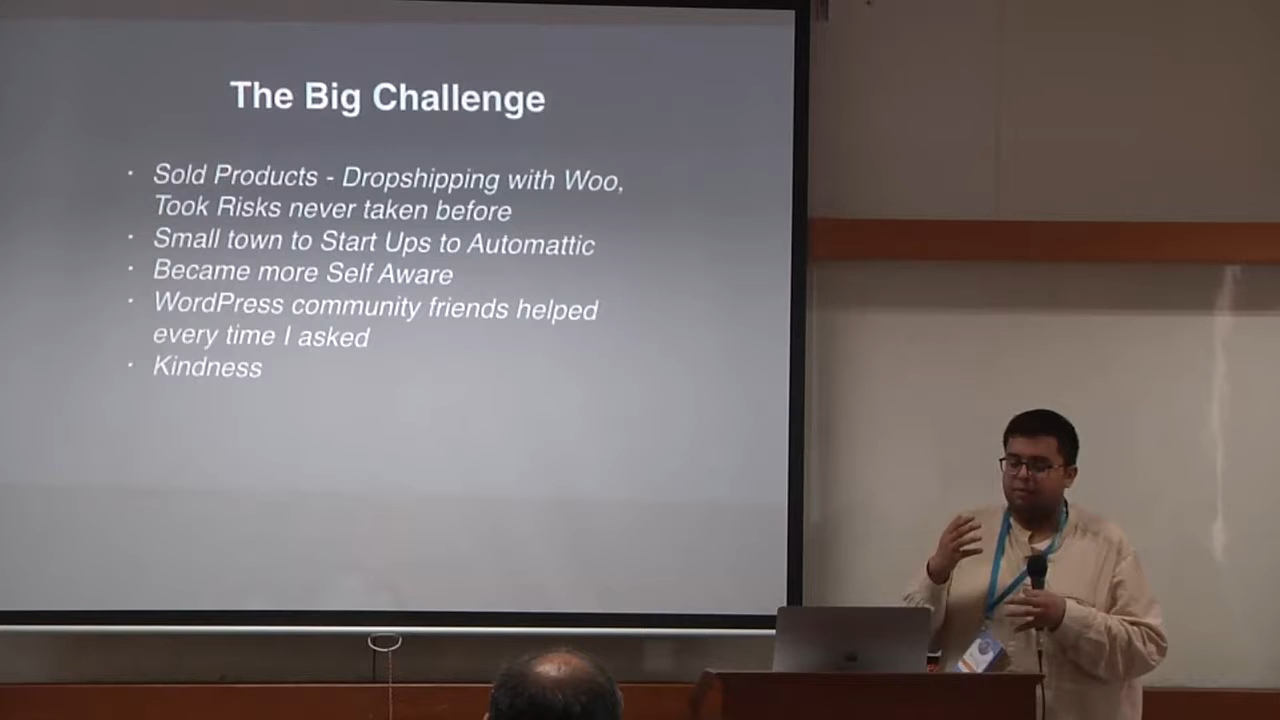 The Big Challenge
· Sold Products - Dropshipping with Woo,
Took Risks never taken before
· Small town to Start Ups to Automattic
· Became more Self Aware
· WordPress community friends helped
every time I asked
· Kindness